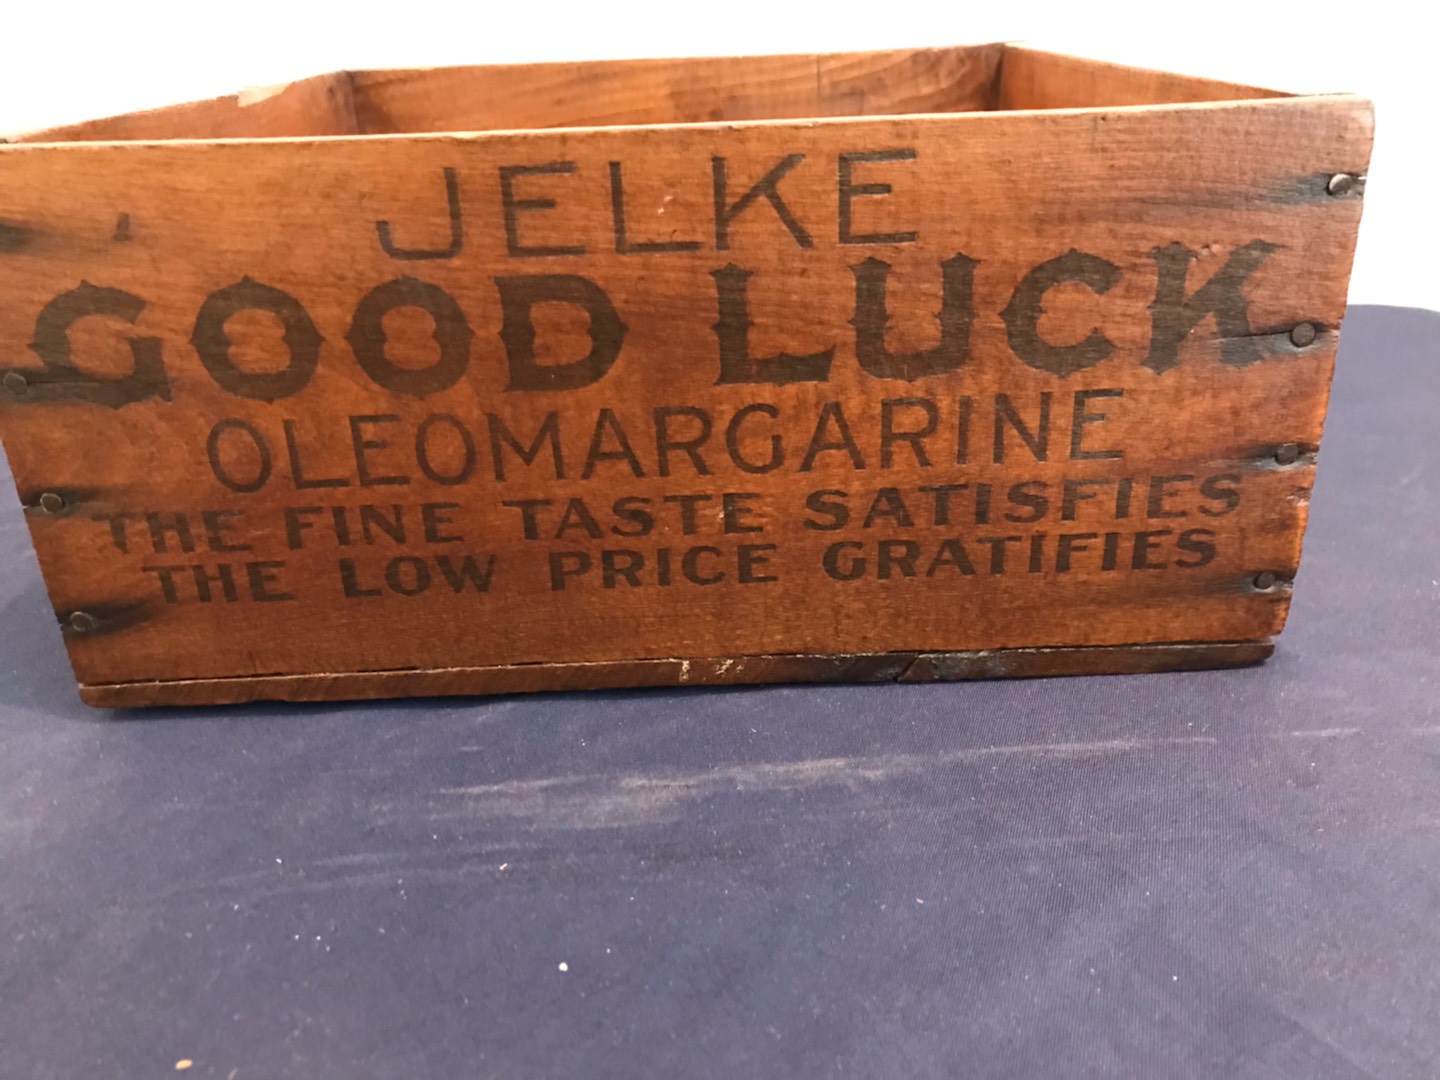 JELKE
GOOD LUCK
OLEOMARGARINE
THE FINE TASTE SATISFIES
THE LOW PRICE GRATIFIES